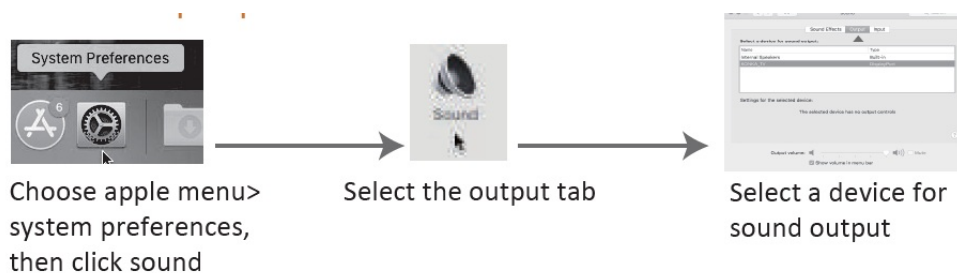 System Preferences
6
Sound
Sound Effects Output Input
Select a device for sound output:
Name Type
Internal Speakers Built-in
Settings for the selected device:
The selected device has no output controls
Output volume: Mute
Show volume in menu bar
Choose apple menu>
system preferences,
then click sound
Select the output tab
Select a device for
sound output